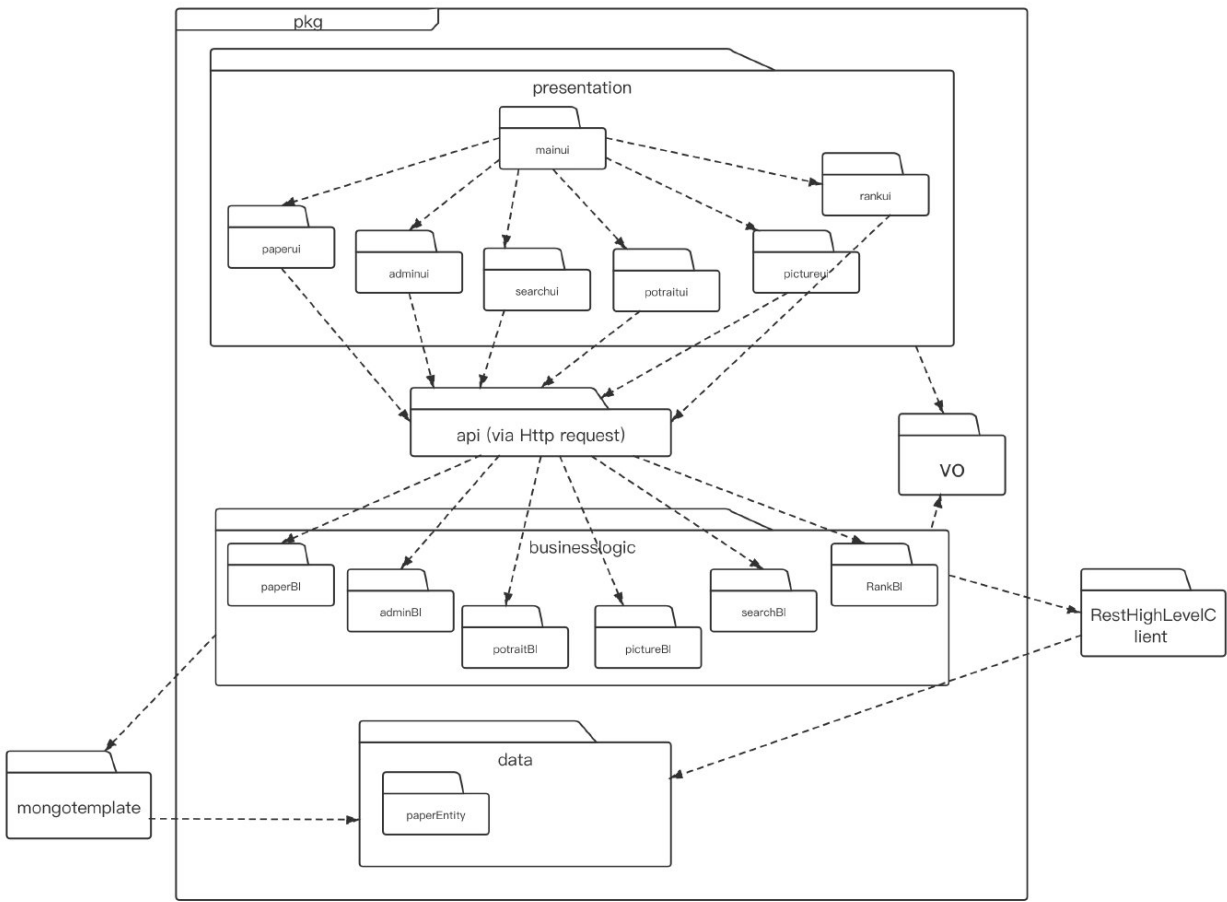 pkg
presentation
mainui
rankui
paperui
adminui
searchui
potraitui
pictureui
api (via Http request)
vo
businesslogic
paperBl
adminBl
potraitBl
pictureBl
searchBl
RankBl
RestHighLevelC
lient
data
mongotemplate
paperEntity